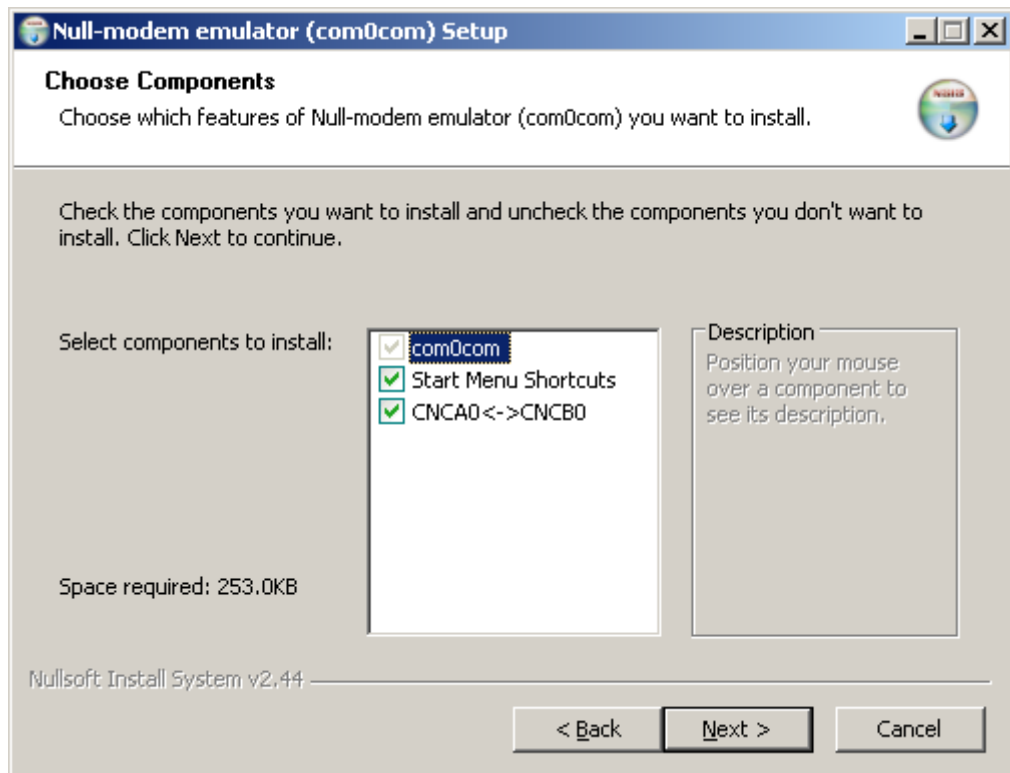 Null-modem emulator (com0com) Setup
Choose Components
Choose which features of Null-modem emulator (com0com) you want to install.
Check the components you want to install and uncheck the components you don't want to
install. Click Next to continue.
Select components to install:
com0com
Start Menu Shortcuts
CNCA0<->CNCB0
Description
Position your mouse
over a component to
see its description.
Space required: 253.0KB
Nullsoft Install System v2.44
< Back
Next >
Cancel